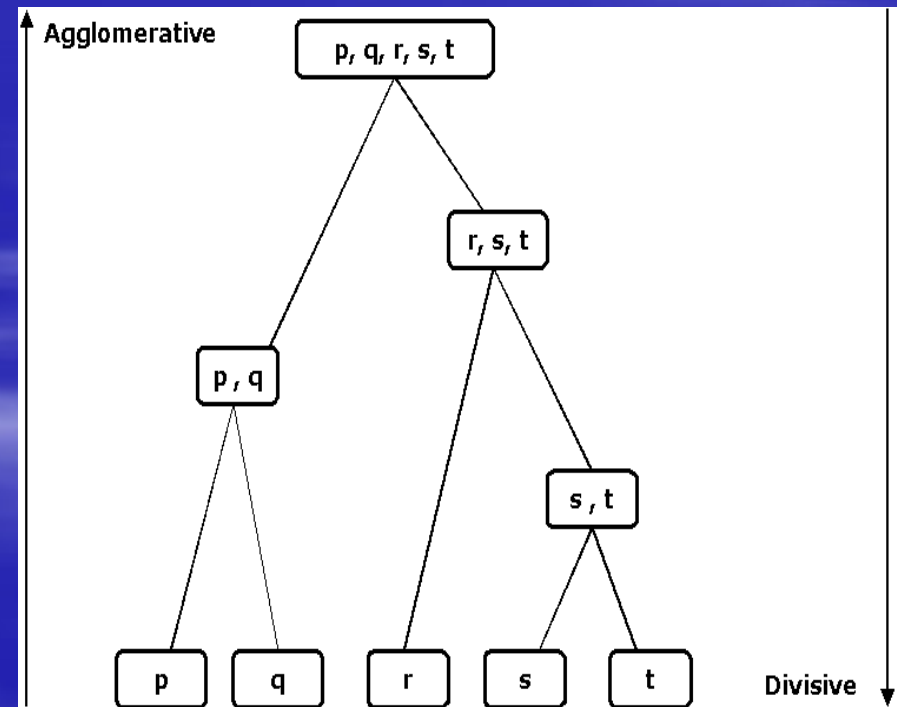 Agglomerative
p, q, r, s, t
r, s, t
p , q
s , t
p
q
r
s
t
Divisive